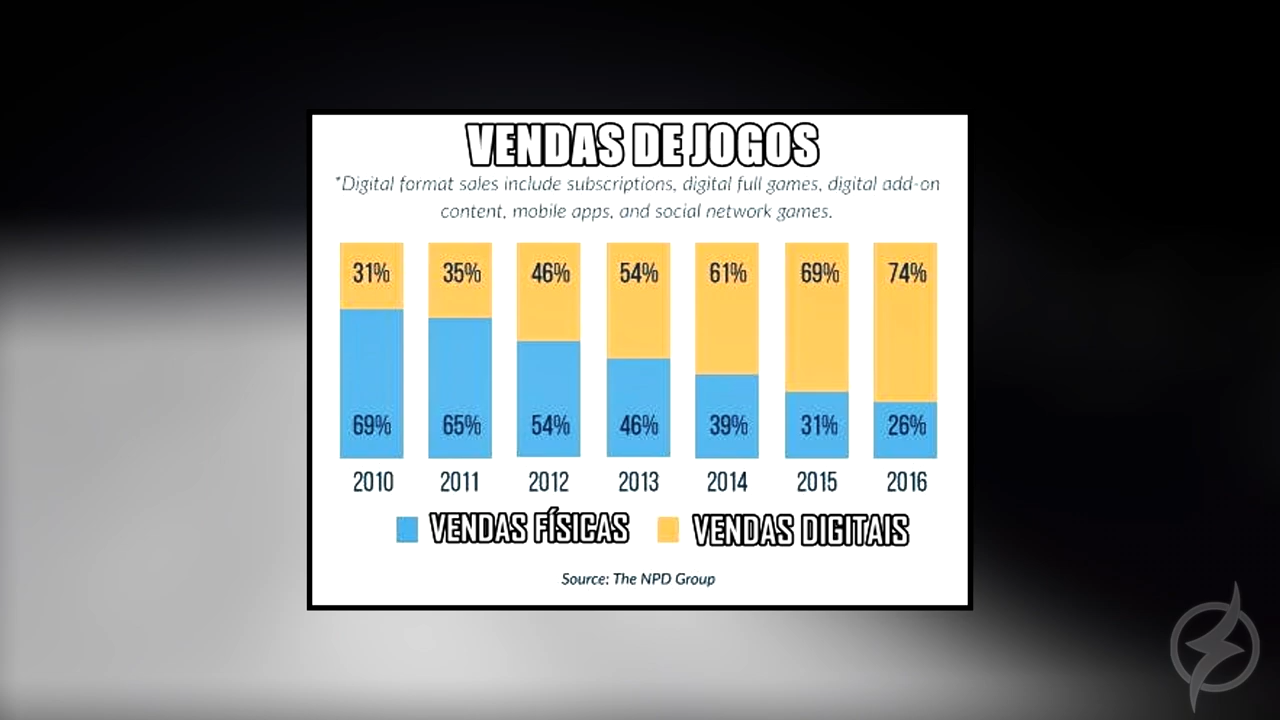 VENDAS DE JOGOS
*Digital format sales include subscriptions, digital full games, digital add-on
content, mobile apps, and social network games.
31% 35% 46% 54% 61% 69% 74%
69% 65% 54% 46% 39% 31% 26%
2010 2011 2012 2013 2014 2015 2016
VENDAS FÍSICAS VENDAS DIGITAIS
Source: The NPD Group